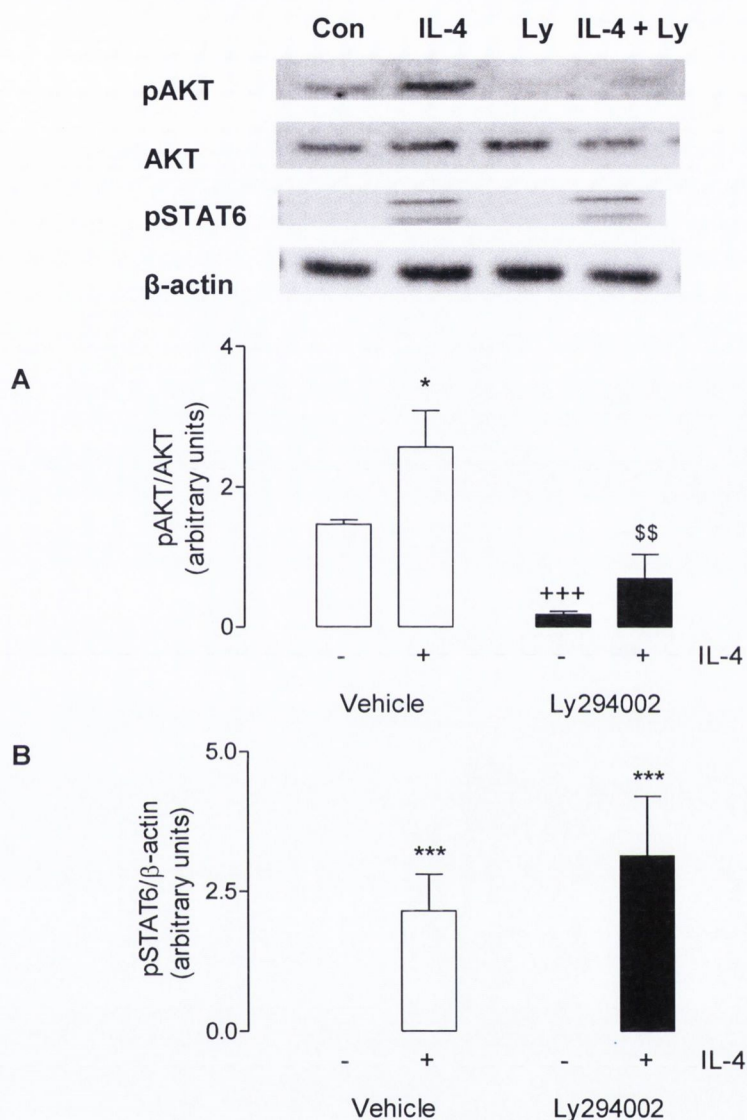 Con IL-4 Ly IL-4 + Ly
pAKT
AKT
pSTAT6
β-actin
A
pAKT/AKT
(arbitrary units)
4
2
0
*
+++
$$
- + - + IL-4
Vehicle Ly294002
B
pSTAT6/β-actin
(arbitrary units)
5.0
2.5
0.0
***
***
- + - + IL-4
Vehicle Ly294002